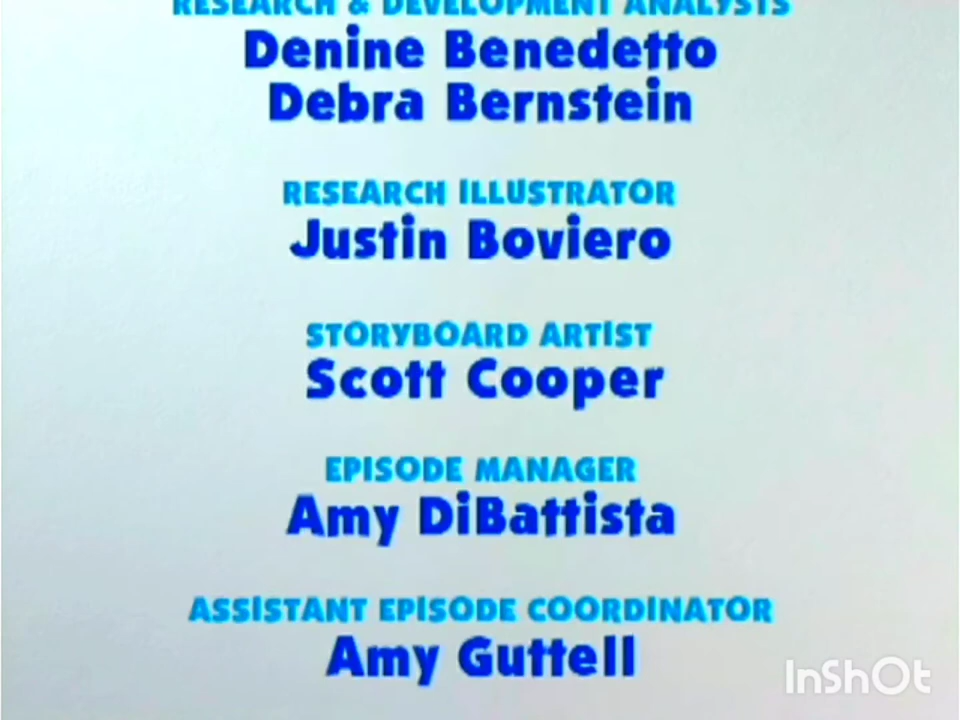 RESEARCH & DEVELOPMENT ANALYSTS
Denine Benedetto
Debra Bernstein
RESEARCH ILLUSTRATOR
Justin Boviero
STORYBOARD ARTIST
Scott Cooper
EPISODE MANAGER
Amy DiBattista
ASSISTANT EPISODE COORDINATOR
Amy Guttell
InShOt